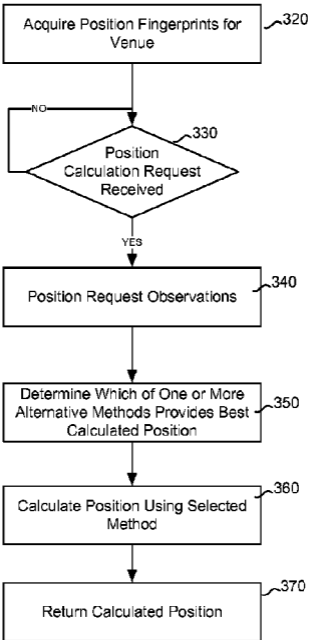 Acquire Position Fingerprints for
Venue
320
NO
330
Position
Calculation Request
Received
YES
Position Request Observations
340
Determine Which of One or More
Alternative Methods Provides Best
Calculated Position
350
Calculate Position Using Selected
Method
360
Return Calculated Position
370